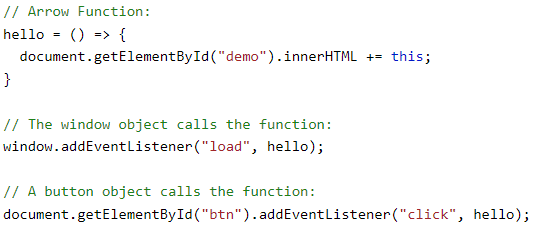 // Arrow Function:
hello = () => {
  document.getElementById("demo").innerHTML += this;
}
// The window object calls the function:
window.addEventListener("load", hello);
// A button object calls the function:
document.getElementById("btn").addEventListener("click", hello);